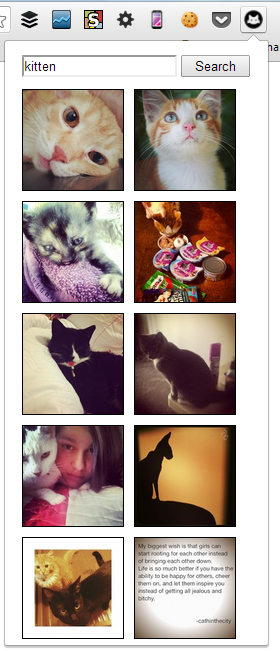 kitten
Search
My biggest wish is that girls can
start rooting for each other instead
of bringing each other down.
Life is so much better if you have the
ability to be happy for others, cheer
them on, and let them inspire you
instead of getting all jealous and
bitchy.
-cathinthecity